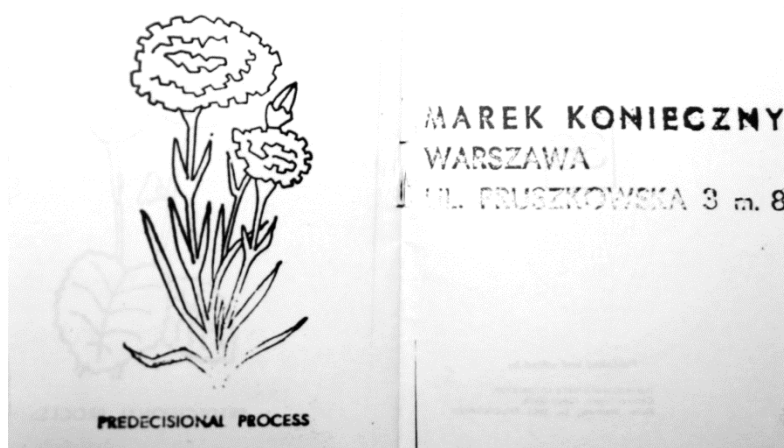 PREDECISIONAL PROCESS
MAREK KONIECZNY
WARSZAWA
UL. PRUSZKOWSKA 3 m. 8